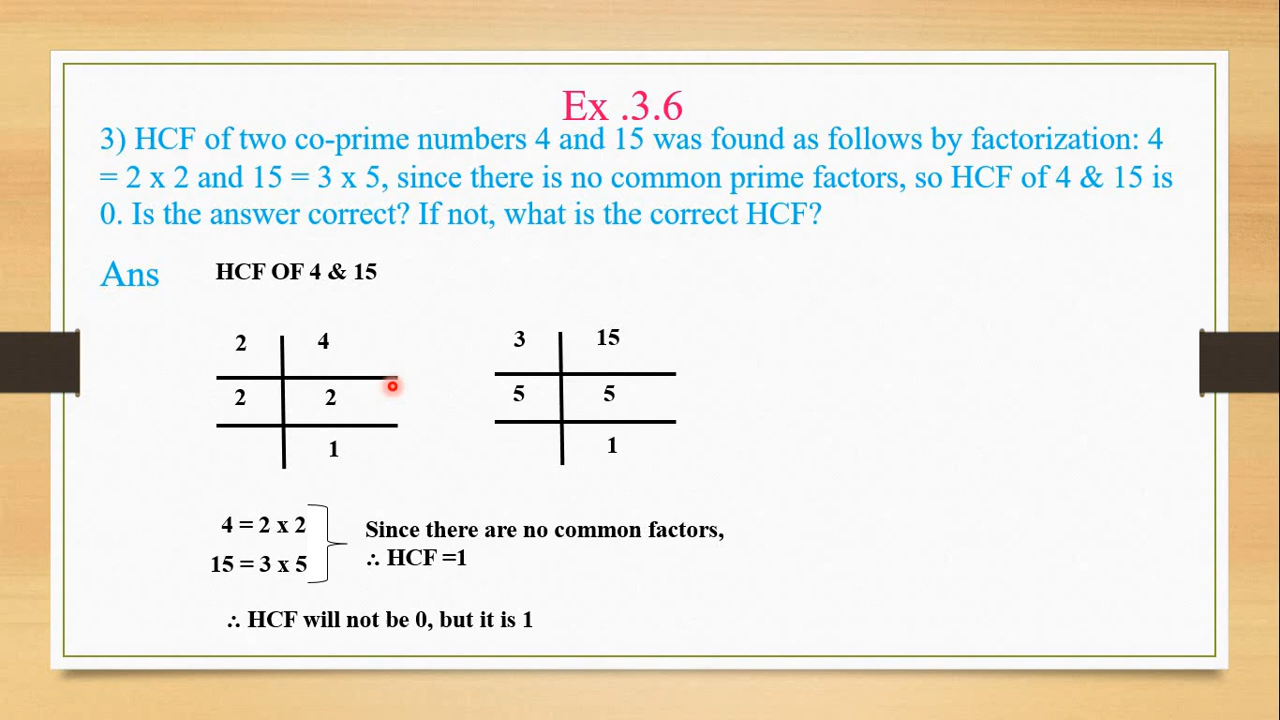 Ex .3.6
3) HCF of two co-prime numbers 4 and 15 was found as follows by factorization: 4
= 2 x 2 and 15 = 3 x 5, since there is no common prime factors, so HCF of 4 & 15 is
0. Is the answer correct? If not, what is the correct HCF?
Ans
HCF OF 4 & 15
2 4
2 2
1
3 15
5 5
1
4 = 2 x 2
15 = 3 x 5
Since there are no common factors,
∴ HCF =1
∴ HCF will not be 0, but it is 1